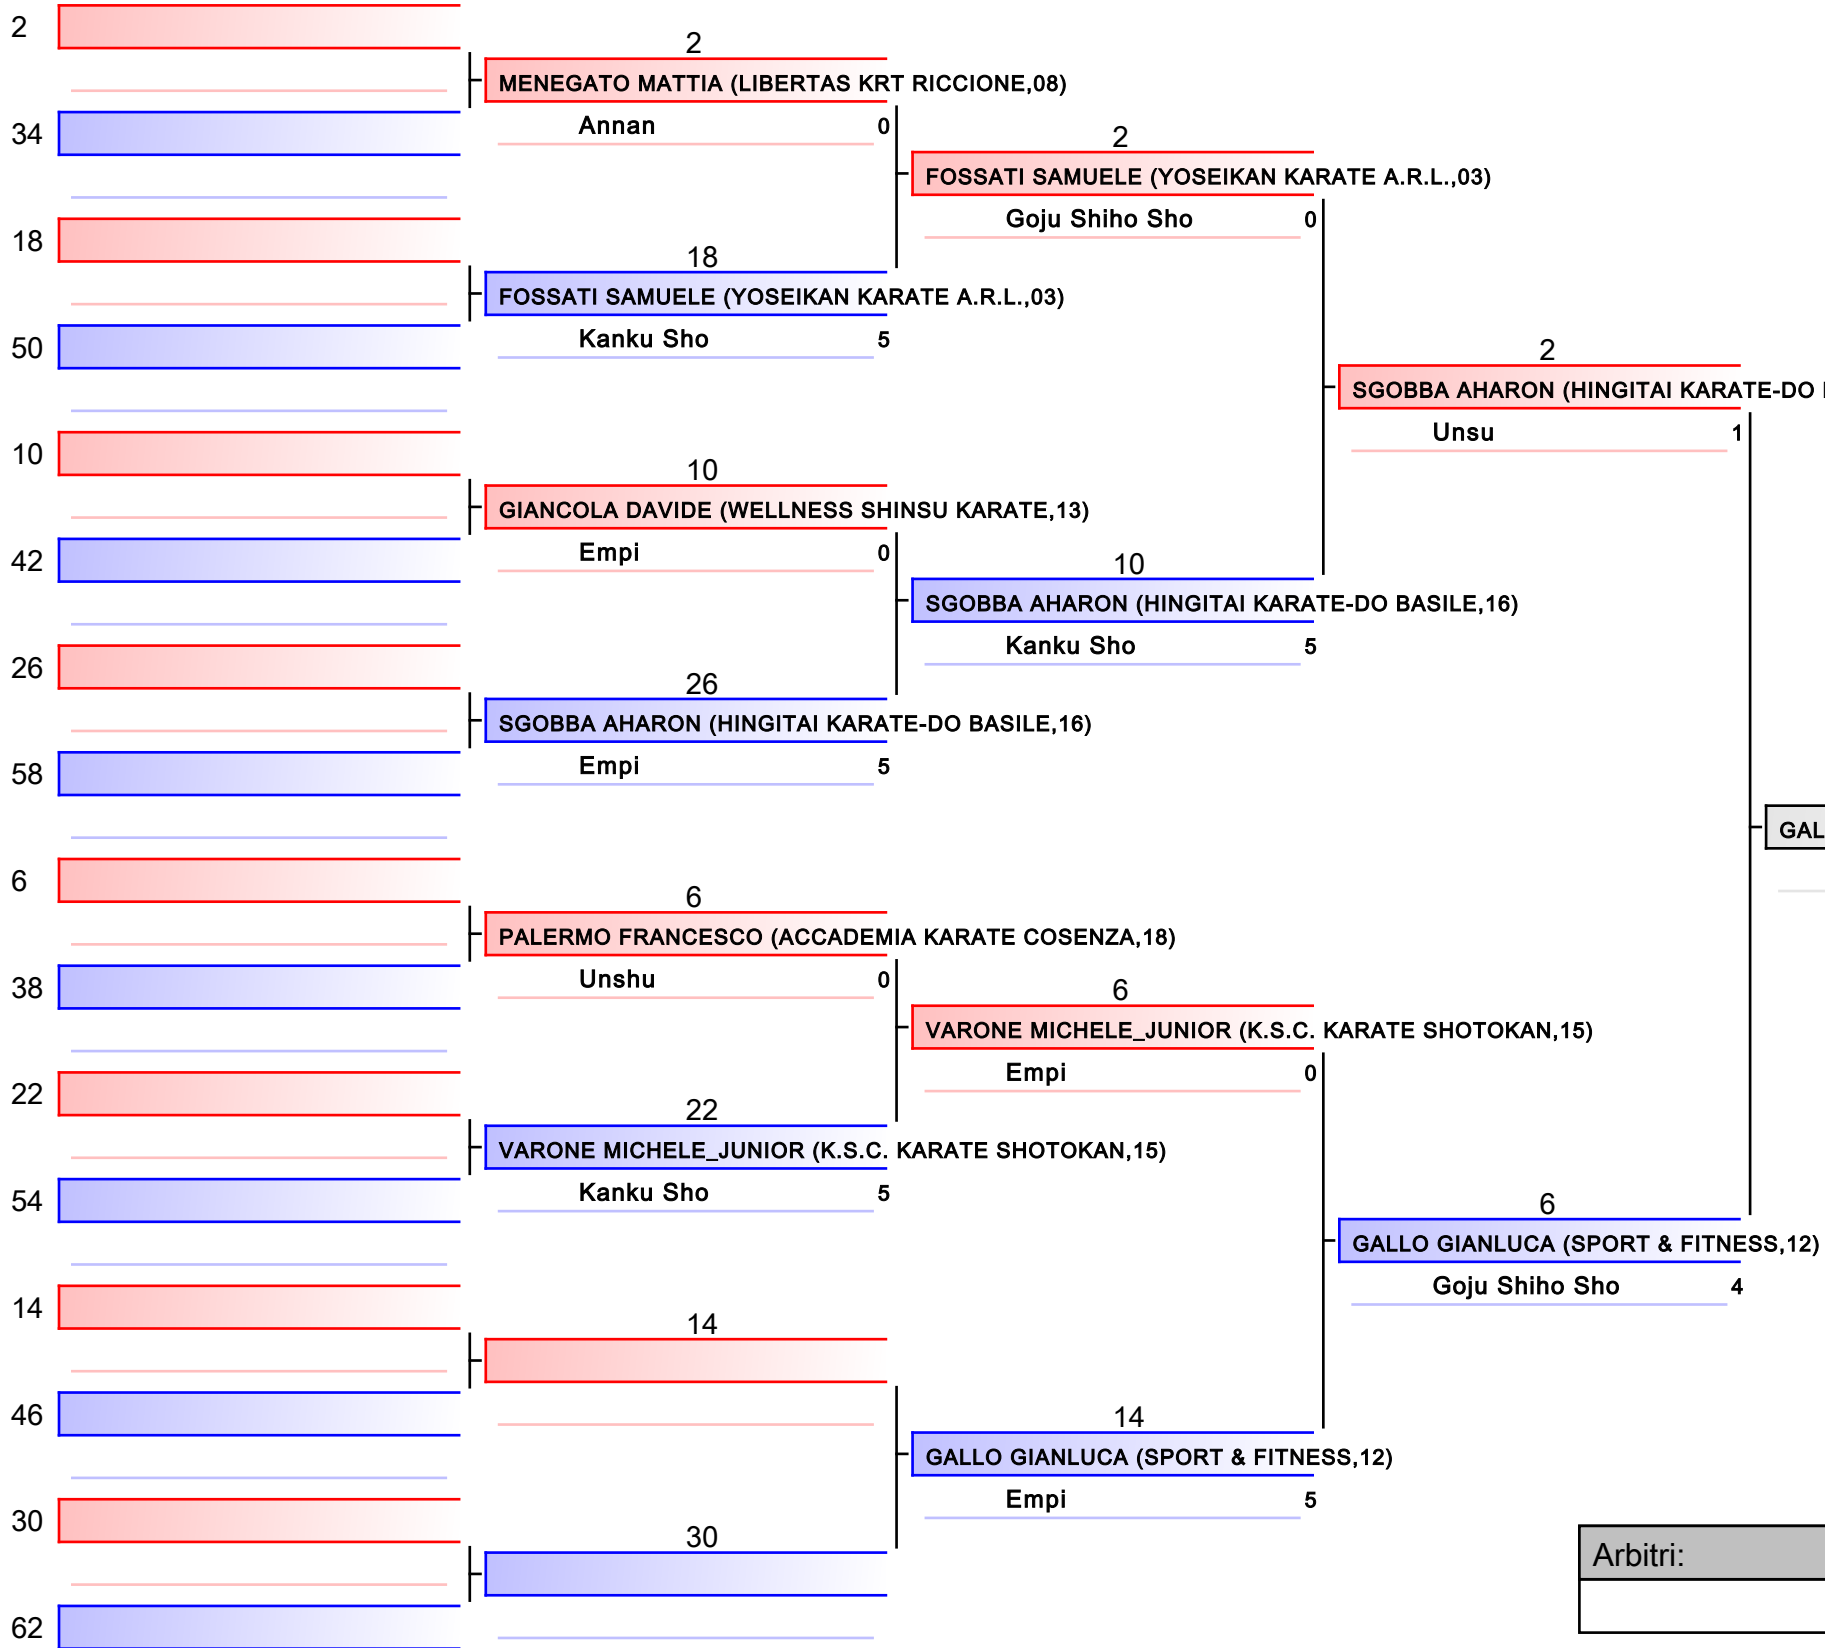 2
34
18
50
10
42
26
58
6
38
22
54
14
46
30
62
2
MENEGATO MATTIA (LIBERTAS KRT RICCIONE,08)
Annan 0
18
FOSSATI SAMUELE (YOSEIKAN KARATE A.R.L.,03)
Kanku Sho 5
10
GIANCOLA DAVIDE (WELLNESS SHINSU KARATE,13)
Empi 0
26
SGOBBA AHARON (HINGITAI KARATE-DO BASILE,16)
Empi 5
6
PALERMO FRANCESCO (ACCADEMIA KARATE COSENZA,18)
Unshu 0
22
VARONE MICHELE_JUNIOR (K.S.C. KARATE SHOTOKAN,15)
Kanku Sho 5
14
30
2
FOSSATI SAMUELE (YOSEIKAN KARATE A.R.L.,03)
Goju Shiho Sho 0
10
SGOBBA AHARON (HINGITAI KARATE-DO BASILE,16)
Kanku Sho 5
6
VARONE MICHELE_JUNIOR (K.S.C. KARATE SHOTOKAN,15)
Empi 0
14
GALLO GIANLUCA (SPORT & FITNESS,12)
Empi 5
2
SGOBBA AHARON (HINGITAI KARATE-DO
Unsu 1
6
GALLO GIANLUCA (SPORT & FITNESS,12)
Goju Shiho Sho 4
GAL
Arbitri: